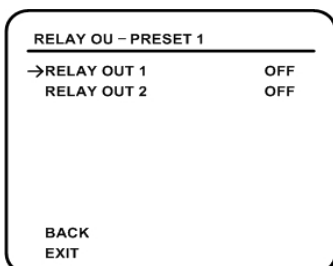 RELAY OU – PRESET 1
→RELAY OUT 1 OFF
RELAY OUT 2 OFF
BACK
EXIT